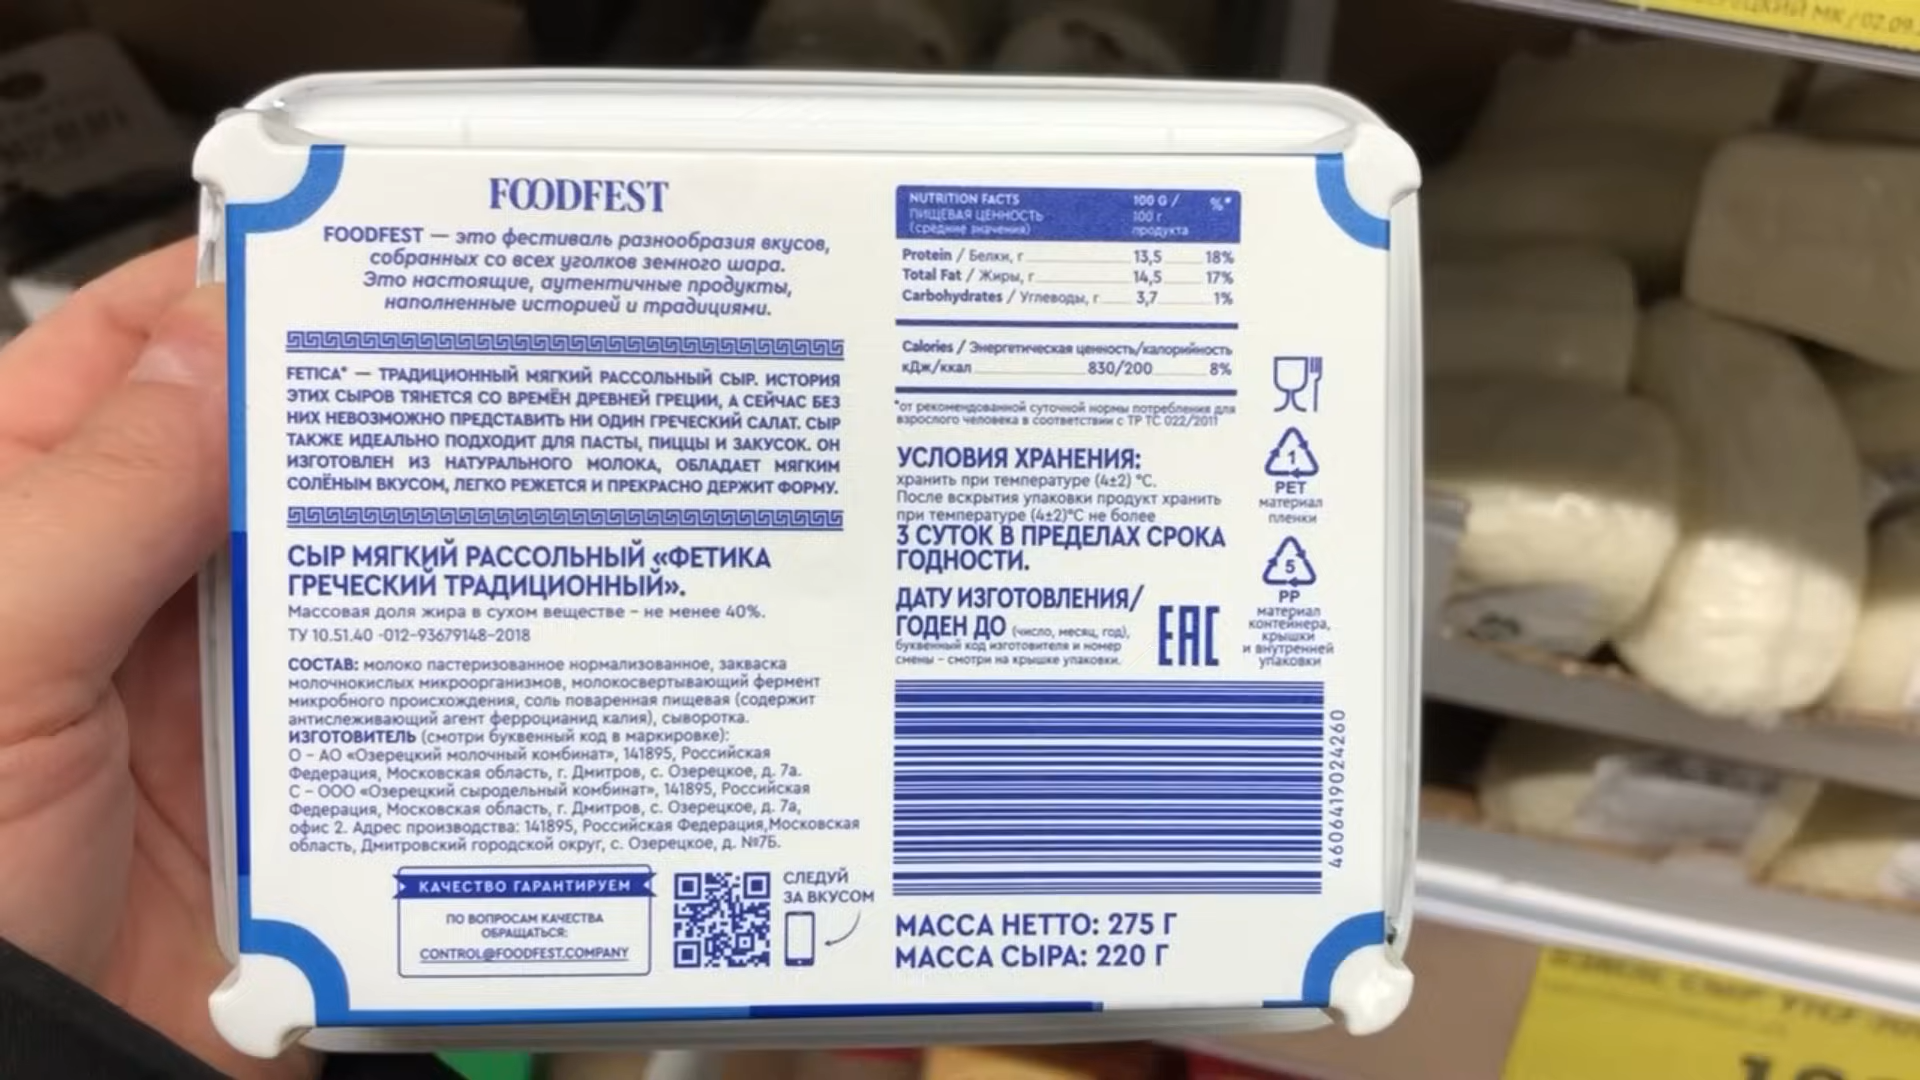 FOODFEST
FOODFEST — это фестиваль разнообразия вкусов,
собранных со всех уголков земного шара.
Это настоящие, аутентичные продукты,
наполненные историей и традициями.
FETICA* — ТРАДИЦИОННЫЙ МЯГКИЙ РАССОЛЬНЫЙ СЫР. ИСТОРИЯ
ЭТИХ СЫРОВ ТЯНЕТСЯ СО ВРЕМЁН ДРЕВНЕЙ ГРЕЦИИ, А СЕЙЧАС БЕЗ
НИХ НЕВОЗМОЖНО ПРЕДСТАВИТЬ НИ ОДИН ГРЕЧЕСКИЙ САЛАТ. СЫР
ТАКЖЕ ИДЕАЛЬНО ПОДХОДИТ ДЛЯ ПАСТЫ, ПИЦЦЫ И ЗАКУСОК. ОН
ИЗГОТОВЛЕН ИЗ НАТУРАЛЬНОГО МОЛОКА, ОБЛАДАЕТ МЯГКИМ
СОЛЁНЫМ ВКУСОМ, ЛЕГКО РЕЖЕТСЯ И ПРЕКРАСНО ДЕРЖИТ ФОРМУ.
СЫР МЯГКИЙ РАССОЛЬНЫЙ «ФЕТИКА
ГРЕЧЕСКИЙ ТРАДИЦИОННЫЙ».
Массовая доля жира в сухом веществе – не менее 40%.
ТУ 10.51.40 -012-93679148-2018
СОСТАВ: молоко пастеризованное нормализованное, закваска
молочнокислых микроорганизмов, молокосвертывающий фермент
микробного происхождения, соль поваренная пищевая (содержит
антислеживающий агент ферроцианид калия), сыворотка.
ИЗГОТОВИТЕЛЬ (смотри буквенный код в маркировке):
О – АО «Озерецкий молочный комбинат», 141895, Российская
Федерация, Московская область, г. Дмитров, с. Озерецкое, д. 7а.
С – ООО «Озерецкий сыродельный комбинат», 141895, Российская
Федерация, Московская область, г. Дмитров, с. Озерецкое, д. 7а,
офис 2. Адрес производства: 141895, Российская Федерация,Московская
область, Дмитровский городской округ, с. Озерецкое, д. №7Б.
КАЧЕСТВО ГАРАНТИРУЕМ
ПО ВОПРОСАМ КАЧЕСТВА
ОБРАЩАТЬСЯ:
CONTROL@FOODFEST.COMPANY
СЛЕДУЙ
ЗА ВКУСОМ
NUTRITION FACTS 100 G / %*
ПИЩЕВАЯ ЦЕННОСТЬ 100 г
(средние значения) продукта
Protein / Белки, г 13,5 18%
Total Fat / Жиры, г 14,5 17%
Carbohydrates / Углеводы, г 3,7 1%
Calories / Энергетическая ценность/калорийность
кДж/ккал 830/200 8%
*от рекомендованной суточной нормы потребления для
взрослого человека в соответствии с ТР ТС 022/2011
УСЛОВИЯ ХРАНЕНИЯ:
хранить при температуре (4±2) °С.
После вскрытия упаковки продукт хранить
при температуре (4±2)°С не более
3 СУТОК В ПРЕДЕЛАХ СРОКА
ГОДНОСТИ.
ДАТУ ИЗГОТОВЛЕНИЯ/
ГОДЕН ДО (число, месяц, год),
буквенный код изготовителя и номер
смены – смотри на крышке упаковки.
EAC
1
PET
материал
пленки
5
PP
материал
контейнера,
крышки
и внутренней
упаковки
4606419024260
МАССА НЕТТО: 275 Г
МАССА СЫРА: 220 Г
МК / 02.09